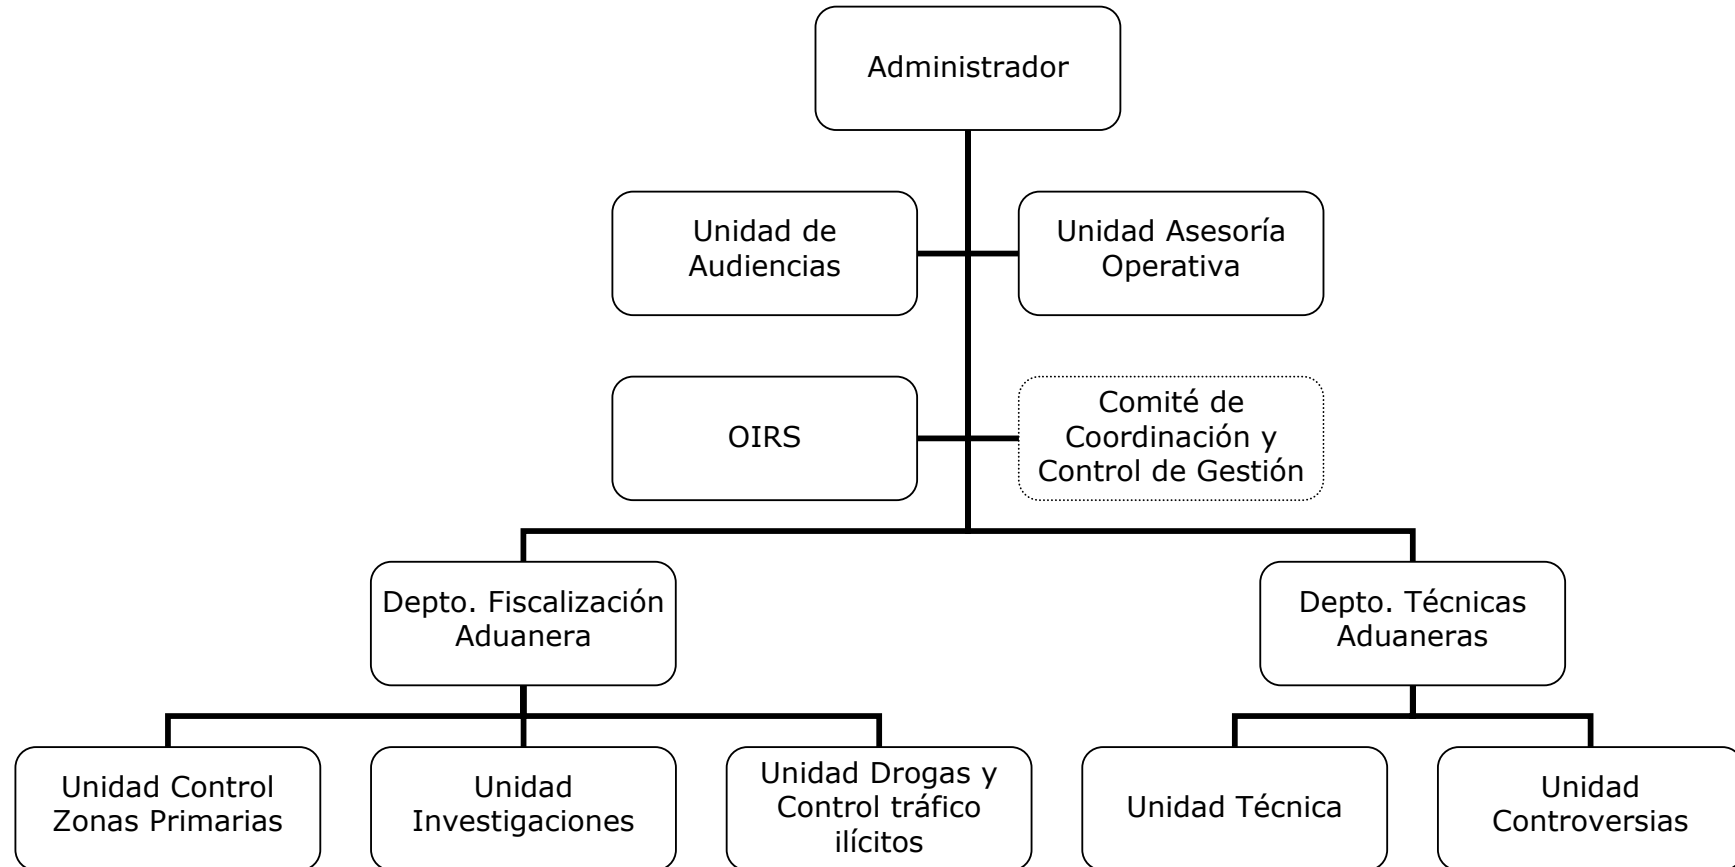 Administrador
Unidad de
Audiencias
Unidad Asesoría
Operativa
OIRS
Comité de
Coordinación y
Control de Gestión
Depto. Fiscalización
Aduanera
Depto. Técnicas
Aduaneras
Unidad Control
Zonas Primarias
Unidad
Investigaciones
Unidad Drogas y
Control tráfico
ilícitos
Unidad Técnica
Unidad
Controversias